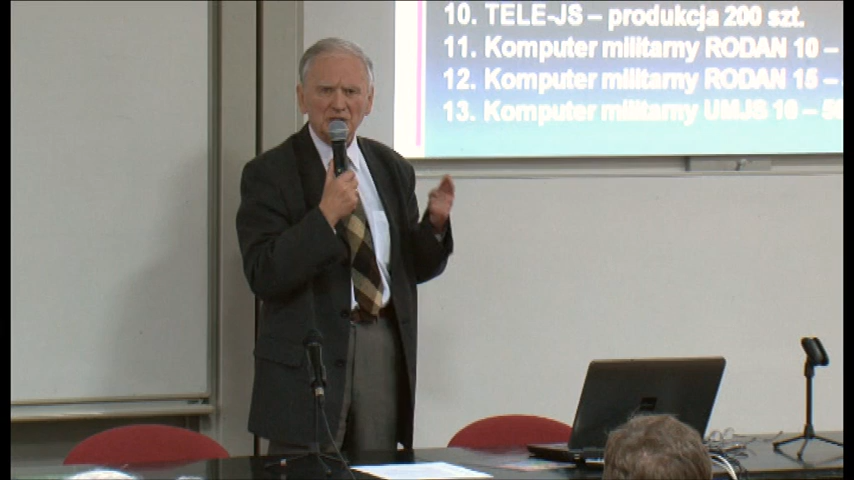 10. TELE-JS – produkcja 200 szt.
11. Komputer militarny RODAN 10 –
12. Komputer militarny RODAN 15 –
13. Komputer militarny UMJS 10 –